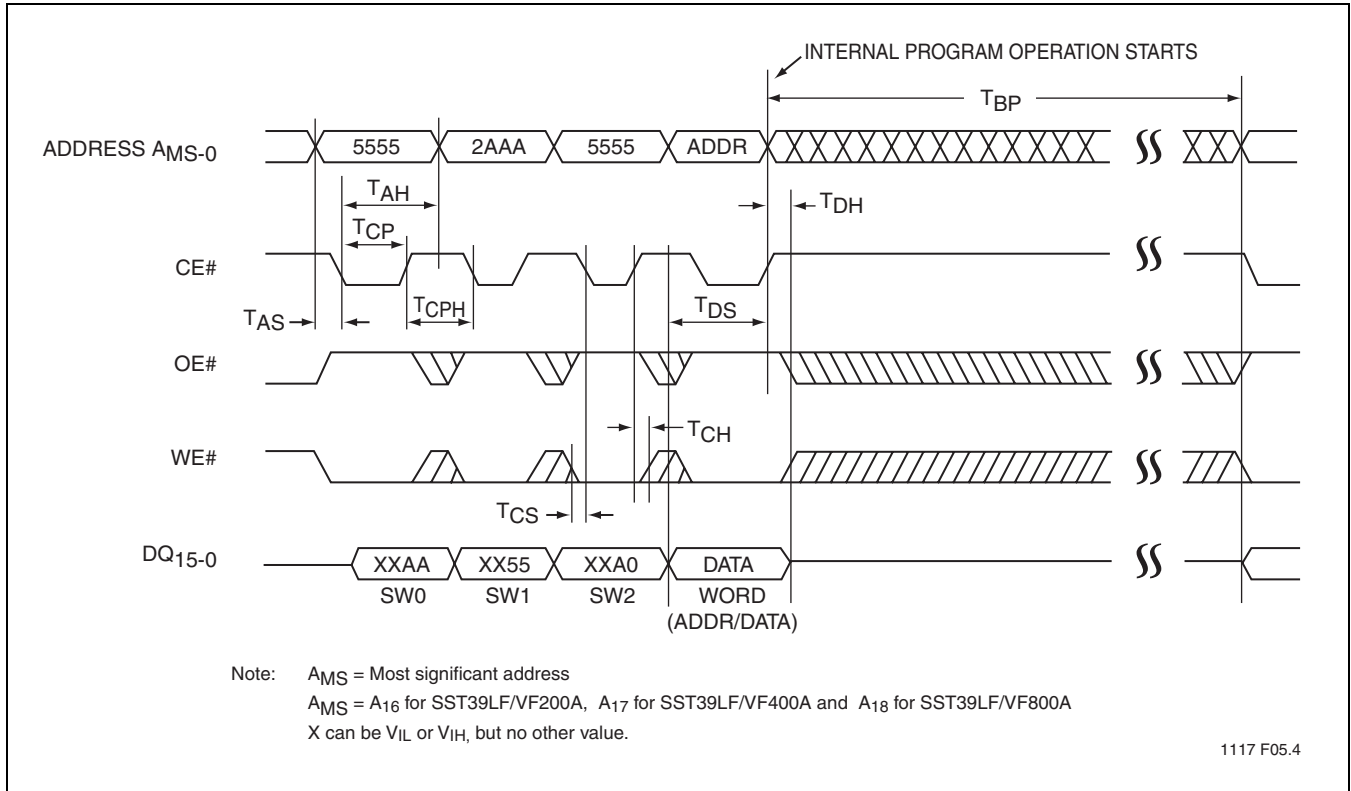 INTERNAL PROGRAM OPERATION STARTS
TBP
ADDRESS AMS-0
5555
2AAA
5555
ADDR
TAH
TDH
TCP
CE#
TAS
TCPH
TDS
OE#
TCH
WE#
TCS
DQ15-0
XXAA
XX55
XXA0
DATA
SW0
SW1
SW2
WORD
(ADDR/DATA)
Note: AMS = Most significant address
AMS = A16 for SST39LF/VF200A, A17 for SST39LF/VF400A and A18 for SST39LF/VF800A
X can be VIL or VIH, but no other value.
1117 F05.4